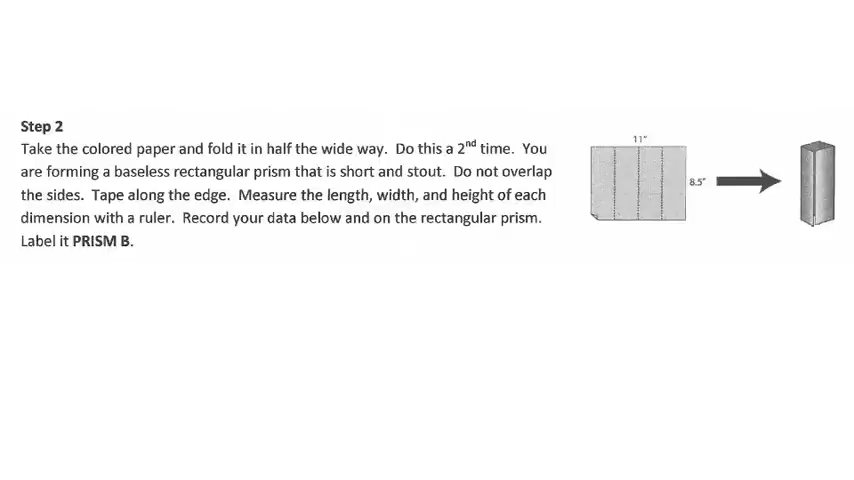 Step 2
Take the colored paper and fold it in half the wide way.  Do this a 2nd time.  You
are forming a baseless rectangular prism that is short and stout.  Do not overlap
the sides.  Tape along the edge.  Measure the length, width, and height of each
dimension with a ruler.  Record your data below and on the rectangular prism.
Label it PRISM B.
11"
8.5"